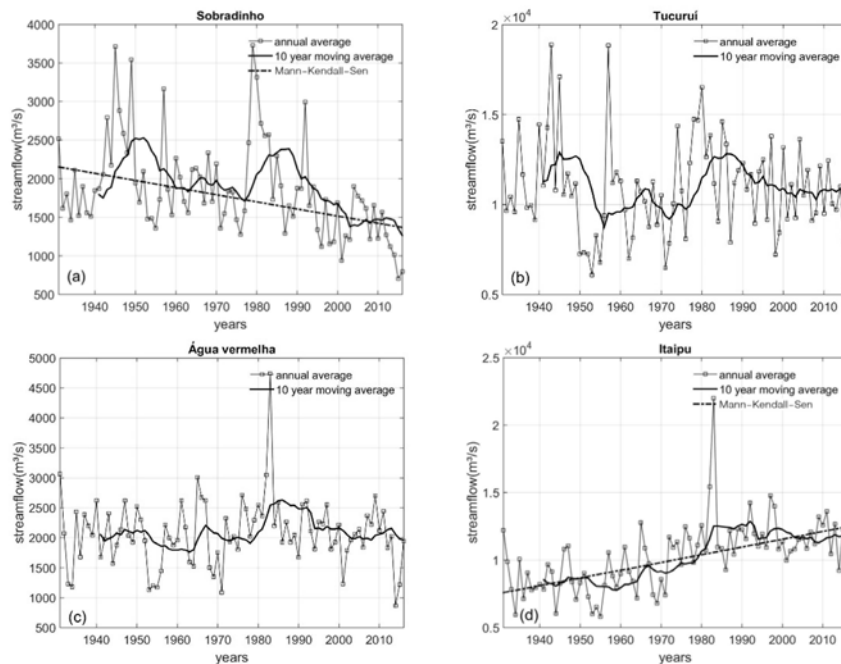 Sobradinho
4000
3500
3000
2500
2000
1500
1000
500
streamflow(m³/s)
annual average
10 year moving average
Mann-Kendall-Sen
(a)
1940 1950 1960 1970 1980 1990 2000 2010
years
Tucuruí
×10⁴
2
1.5
1
0.5
streamflow(m³/s)
annual average
10 year moving average
(b)
1940 1950 1960 1970 1980 1990 2000 2010
years
Água vermelha
5000
4500
4000
3500
3000
2500
2000
1500
1000
500
streamflow(m³/s)
annual average
10 year moving average
(c)
1940 1950 1960 1970 1980 1990 2000 2010
years
Itaipu
×10⁴
2.5
2
1.5
1
0.5
streamflow(m³/s)
annual average
10 year moving average
Mann-Kendall-Sen
(d)
1940 1950 1960 1970 1980 1990 2000 2010
years